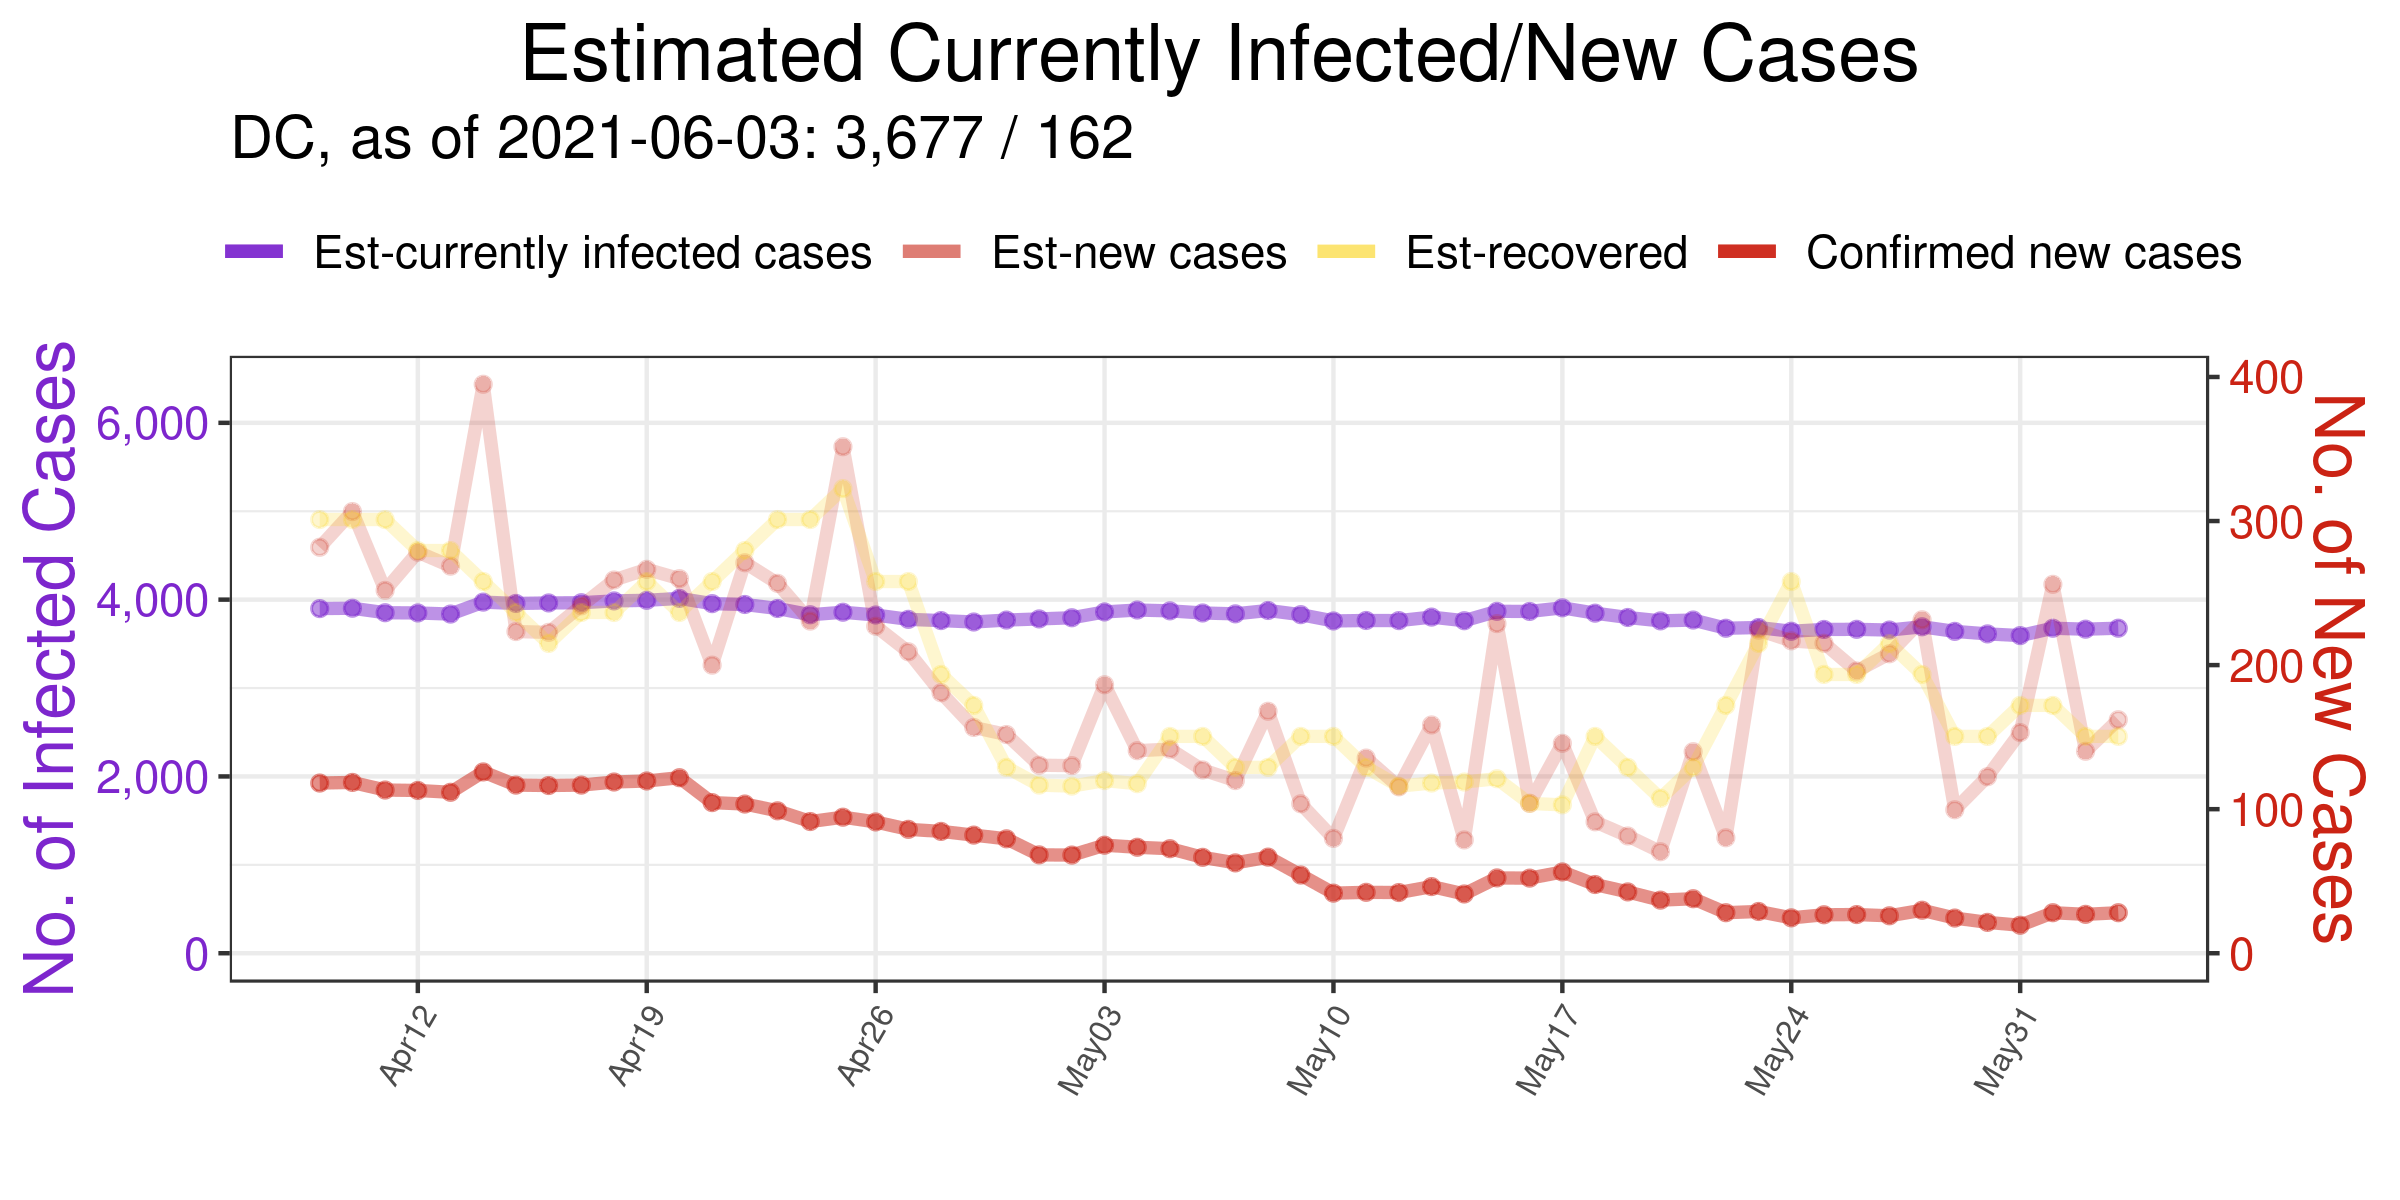 Estimated Currently Infected/New Cases
DC, as of 2021-06-03: 3,677 / 162
Est-currently infected cases Est-new cases Est-recovered Confirmed new cases
No. of Infected Cases
6,000
4,000
2,000
0
400
300
200
100
0
No. of New Cases
Apr12 Apr19 Apr26 May03 May10 May17 May24 May31